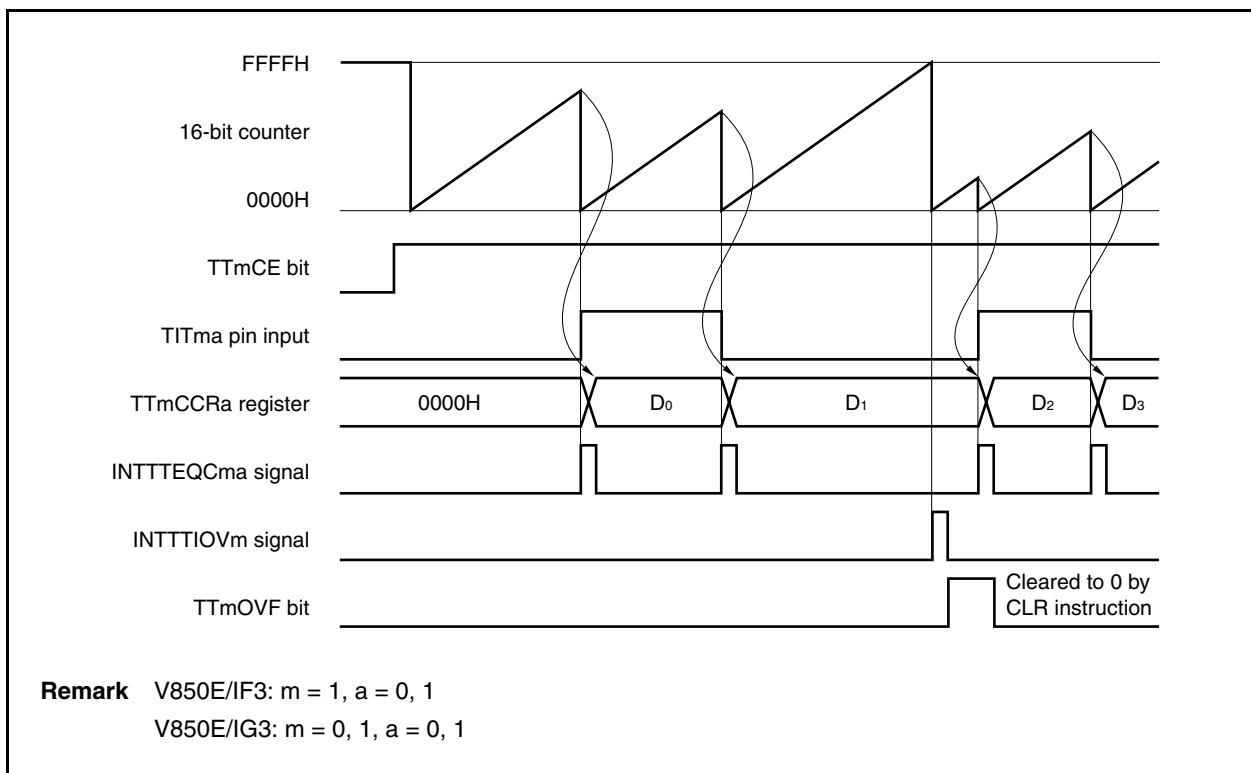 FFFFH
16-bit counter
0000H
TTmCE bit
TITma pin input
TTmCCRa register
0000H
D0
D1
D2
D3
INTTTEQCma signal
INTTTIOVm signal
TTmOVF bit
Cleared to 0 by
CLR instruction
Remark V850E/IF3: m = 1, a = 0, 1
V850E/IG3: m = 0, 1, a = 0, 1